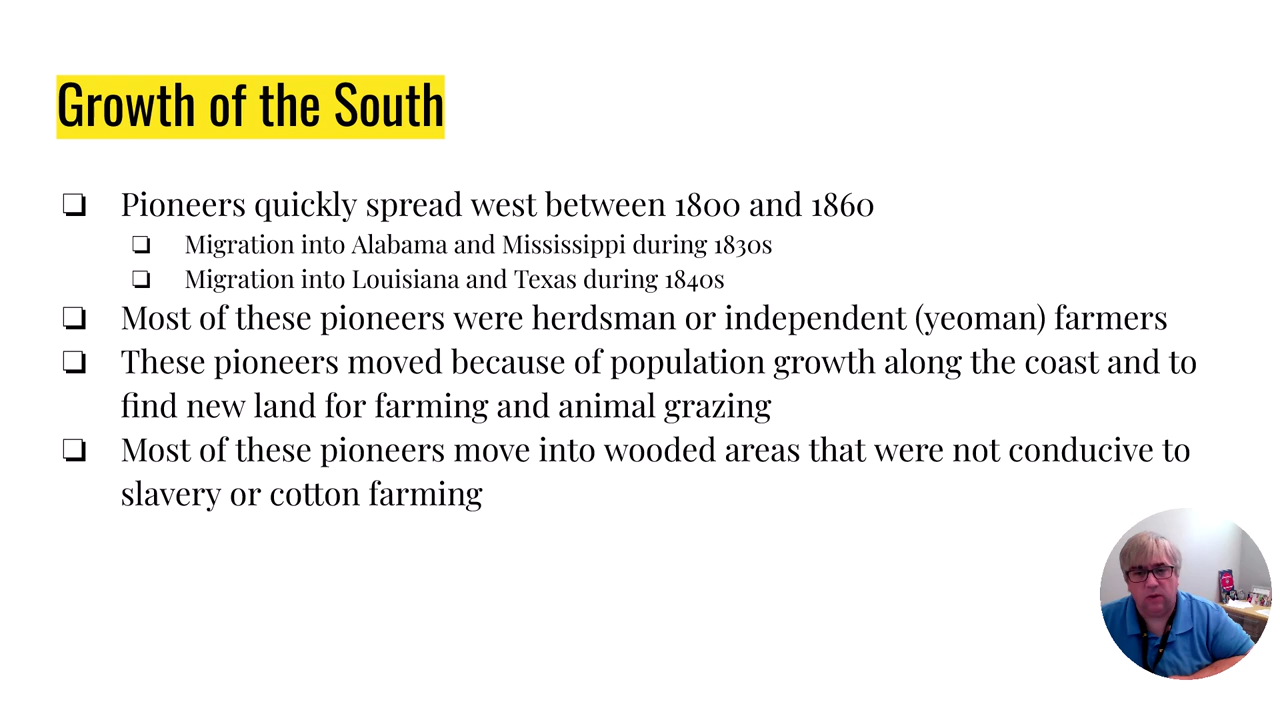 Growth of the South
❏ Pioneers quickly spread west between 1800 and 1860
❏ Migration into Alabama and Mississippi during 1830s
❏ Migration into Louisiana and Texas during 1840s
❏ Most of these pioneers were herdsman or independent (yeoman) farmers
❏ These pioneers moved because of population growth along the coast and to
find new land for farming and animal grazing
❏ Most of these pioneers move into wooded areas that were not conducive to
slavery or cotton farming